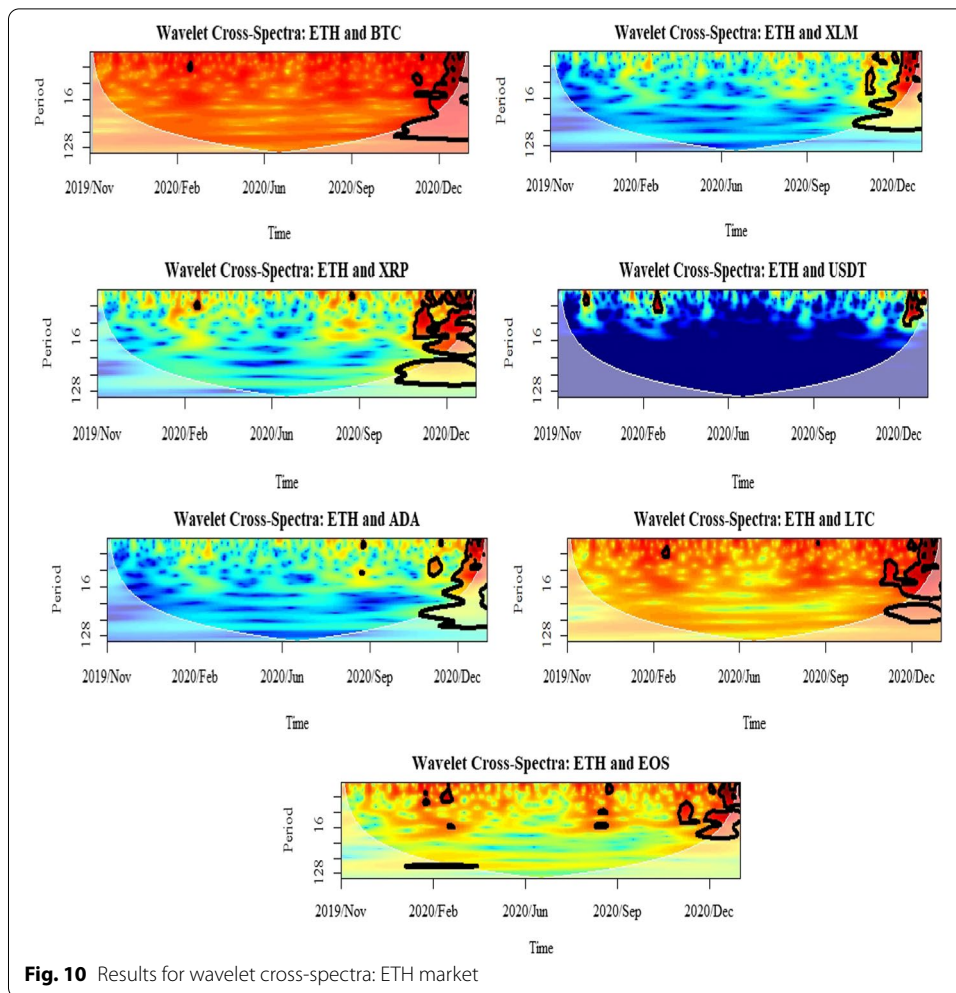 Wavelet Cross-Spectra: ETH and BTC
Period
16
128
2019/Nov 2020/Feb 2020/Jun 2020/Sep 2020/Dec
Time
Wavelet Cross-Spectra: ETH and XLM
Period
16
128
2019/Nov 2020/Feb 2020/Jun 2020/Sep 2020/Dec
Time
Wavelet Cross-Spectra: ETH and XRP
Period
16
128
2019/Nov 2020/Feb 2020/Jun 2020/Sep 2020/Dec
Time
Wavelet Cross-Spectra: ETH and USDT
Period
16
128
2019/Nov 2020/Feb 2020/Jun 2020/Sep 2020/Dec
Time
Wavelet Cross-Spectra: ETH and ADA
Period
16
128
2019/Nov 2020/Feb 2020/Jun 2020/Sep 2020/Dec
Time
Wavelet Cross-Spectra: ETH and LTC
Period
16
128
2019/Nov 2020/Feb 2020/Jun 2020/Sep 2020/Dec
Time
Wavelet Cross-Spectra: ETH and EOS
Period
16
128
2019/Nov 2020/Feb 2020/Jun 2020/Sep 2020/Dec
Time
Fig. 10 Results for wavelet cross-spectra: ETH market